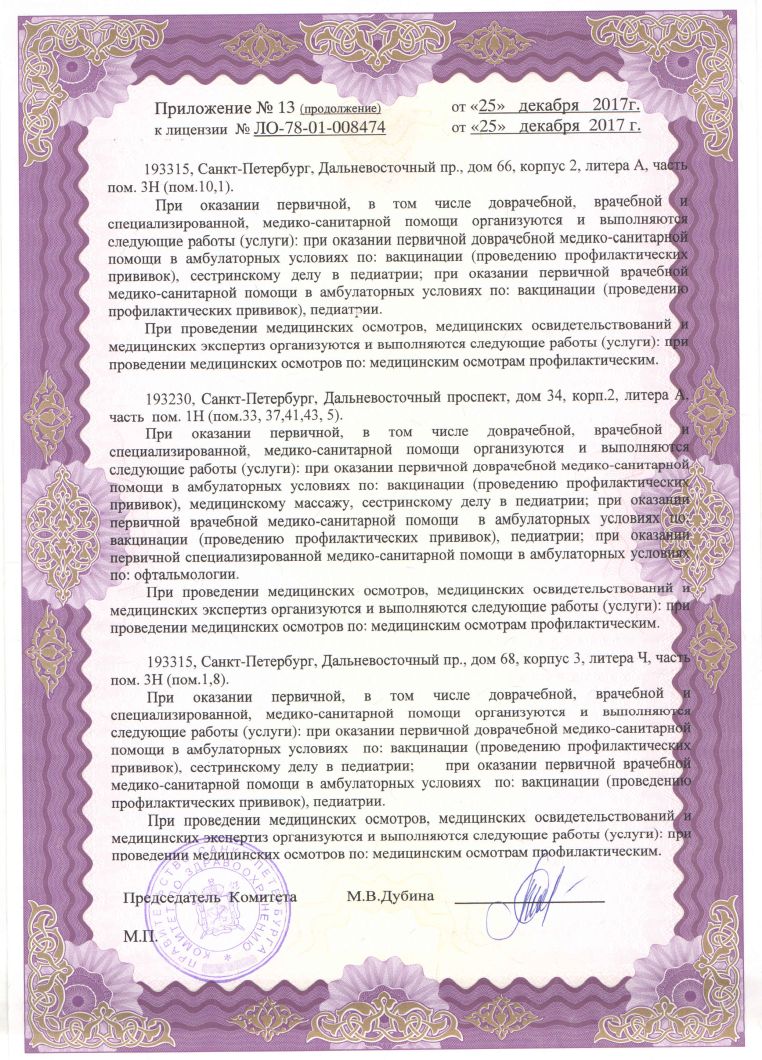 Приложение № 13 (продолжение) от «25» декабря 2017г.
к лицензии № ЛО-78-01-008474 от «25» декабря 2017 г.
193315, Санкт-Петербург, Дальневосточный пр., дом 66, корпус 2, литера А, часть
пом. 3Н (пом.10,1).
При оказании первичной, в том числе доврачебной, врачебной и
специализированной, медико-санитарной помощи организуются и выполняются
следующие работы (услуги): при оказании первичной доврачебной медико-санитарной
помощи в амбулаторных условиях по: вакцинации (проведению профилактических
прививок), сестринскому делу в педиатрии; при оказании первичной врачебной
медико-санитарной помощи в амбулаторных условиях по: вакцинации (проведению
профилактических прививок), педиатрии.
При проведении медицинских осмотров, медицинских освидетельствований и
медицинских экспертиз организуются и выполняются следующие работы (услуги): при
проведении медицинских осмотров по: медицинским осмотрам профилактическим.
193230, Санкт-Петербург, Дальневосточный проспект, дом 34, корп.2, литера А,
часть пом. 1Н (пом.33, 37,41,43, 5).
При оказании первичной, в том числе доврачебной, врачебной и
специализированной, медико-санитарной помощи организуются и выполняются
следующие работы (услуги): при оказании первичной доврачебной медико-санитарной
помощи в амбулаторных условиях по: вакцинации (проведению профилактических
прививок), медицинскому массажу, сестринскому делу в педиатрии; при оказании
первичной врачебной медико-санитарной помощи в амбулаторных условиях по:
вакцинации (проведению профилактических прививок), педиатрии; при оказании
первичной специализированной медико-санитарной помощи в амбулаторных условиях
по: офтальмологии.
При проведении медицинских осмотров, медицинских освидетельствований и
медицинских экспертиз организуются и выполняются следующие работы (услуги): при
проведении медицинских осмотров по: медицинским осмотрам профилактическим.
193315, Санкт-Петербург, Дальневосточный пр., дом 68, корпус 3, литера Ч, часть
пом. 3Н (пом.1,8).
При оказании первичной, в том числе доврачебной, врачебной и
специализированной, медико-санитарной помощи организуются и выполняются
следующие работы (услуги): при оказании первичной доврачебной медико-санитарной
помощи в амбулаторных условиях по: вакцинации (проведению профилактических
прививок), сестринскому делу в педиатрии; при оказании первичной врачебной
медико-санитарной помощи в амбулаторных условиях по: вакцинации (проведению
профилактических прививок), педиатрии.
При проведении медицинских осмотров, медицинских освидетельствований и
медицинских экспертиз организуются и выполняются следующие работы (услуги): при
проведении медицинских осмотров по: медицинским осмотрам профилактическим.
Председатель Комитета М.В.Дубина
М.П.
ПРАВИТЕЛЬСТВО САНКТ-ПЕТЕРБУРГА
КОМИТЕТ ПО ЗДРАВООХРАНЕНИЮ